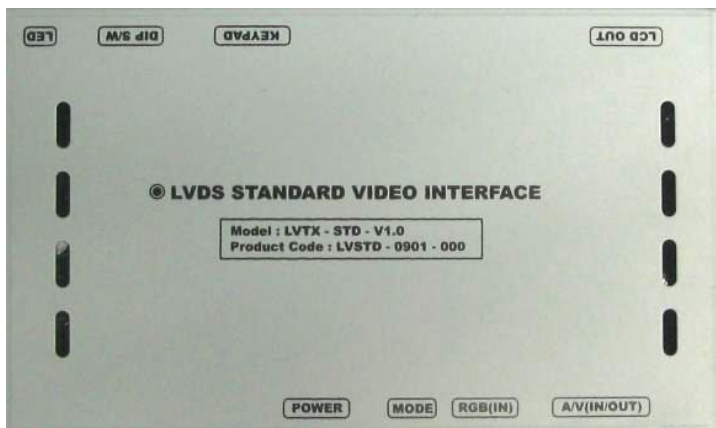 LED
DIP S/W
KEYPAD
LCD OUT
LVDS STANDARD VIDEO INTERFACE
Model : LVTX - STD - V1.0
Product Code : LVSTD - 0901 - 000
POWER
MODE
RGB(IN)
A/V(IN/OUT)